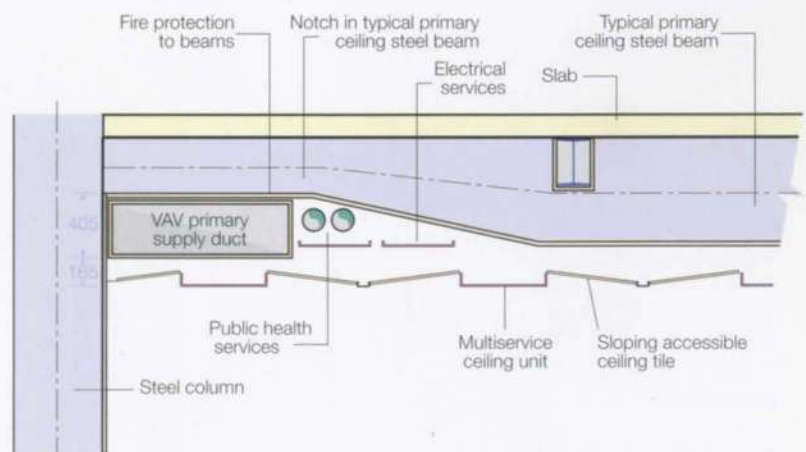 Fire protection
to beams
Notch in typical primary
ceiling steel beam
Electrical
services
Slab
Typical primary
ceiling steel beam
VAV primary
supply duct
405
165
Public health
services
Multiservice
ceiling unit
Sloping accessible
ceiling tile
Steel column